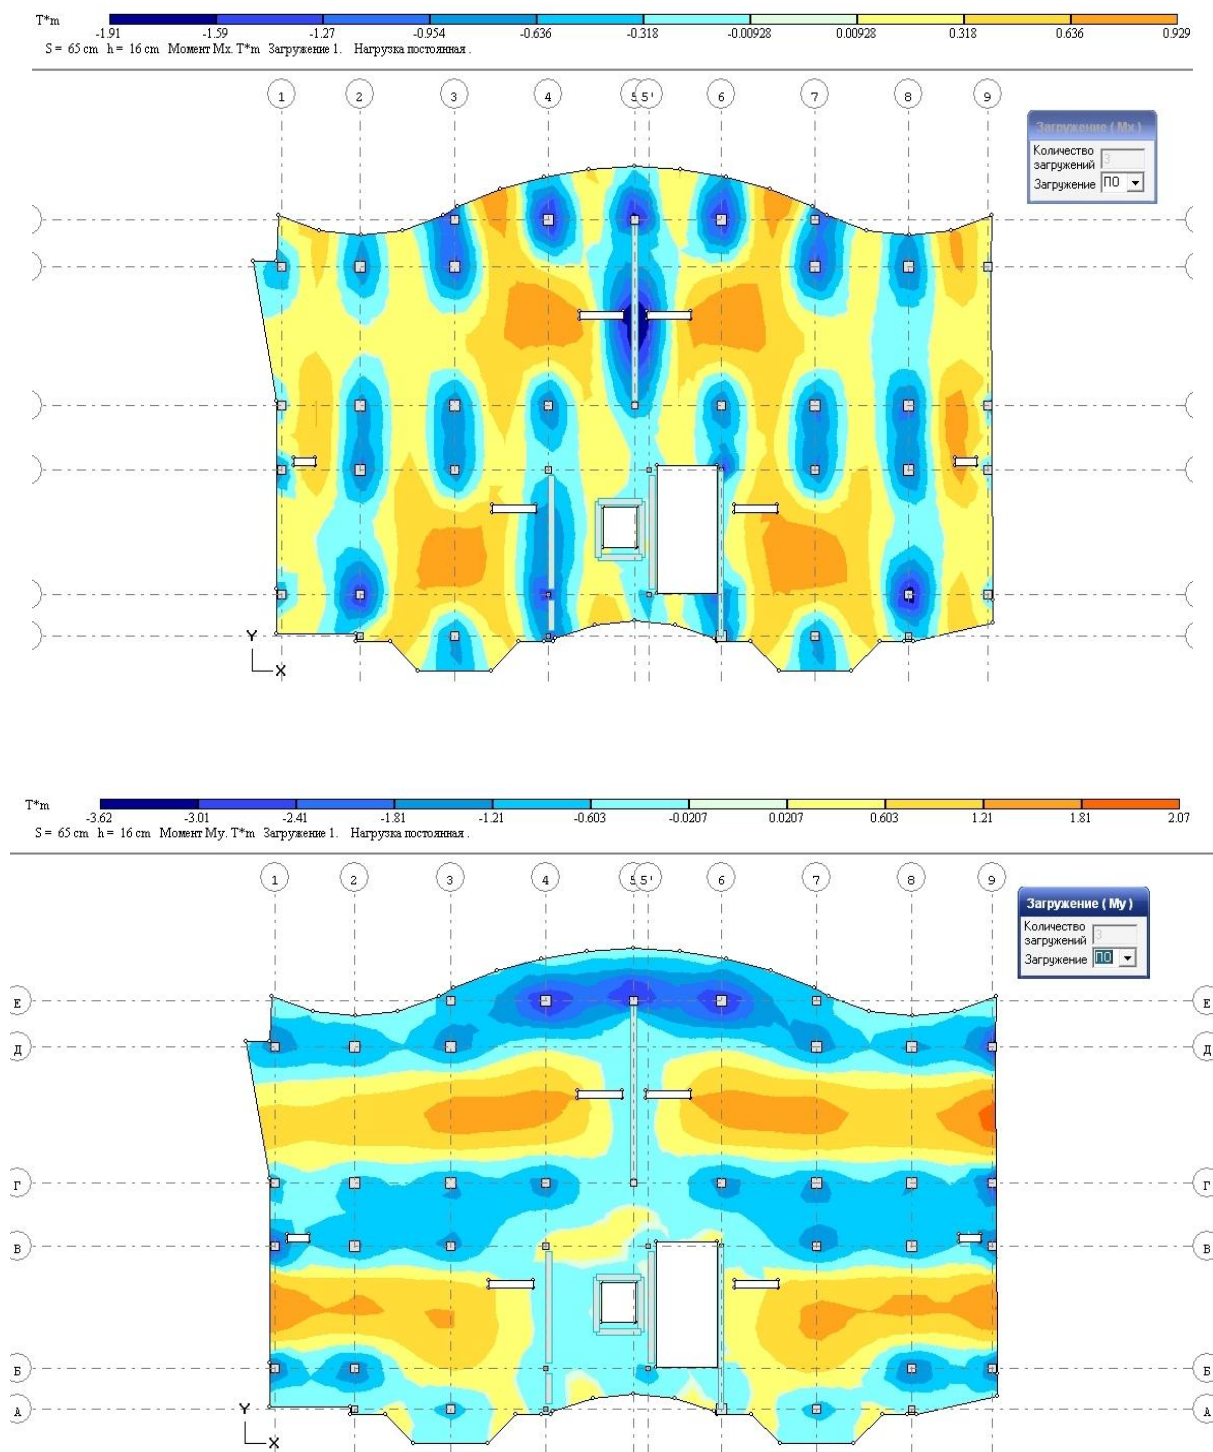 T*m
-1.91 -1.59 -1.27 -0.954 -0.636 -0.318 -0.00928 0.00928 0.318 0.636 0.929
S = 65 cm h = 16 cm Момент Mx. T*m Загружение 1. Нагрузка постоянная .
1 2 3 4 5 5' 6 7 8 9
Загружение ( Mx )
Количество
загружений 3
Загружение ПО
Y
X
T*m
-3.62 -3.01 -2.41 -1.81 -1.21 -0.603 -0.0207 0.0207 0.603 1.21 1.81 2.07
S = 65 cm h = 16 cm Момент My. T*m Загружение 1. Нагрузка постоянная .
1 2 3 4 5 5' 6 7 8 9
Загружение ( My )
Количество
загружений 3
Загружение ПО
Е Е
Д Д
Г Г
В В
Б Б
А А
Y
X